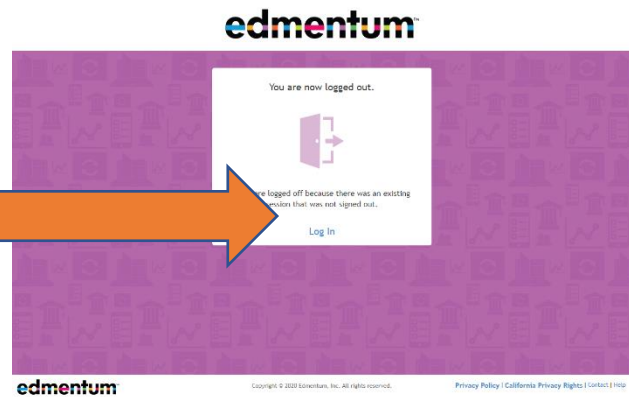 edmentum
You are now logged out.
re logged off because there was an existing
ession that was not signed out.
Log In
edmentum
Copyright © 2020 Edmentum, Inc. All rights reserved.
Privacy Policy | California Privacy Rights | Contact | Help